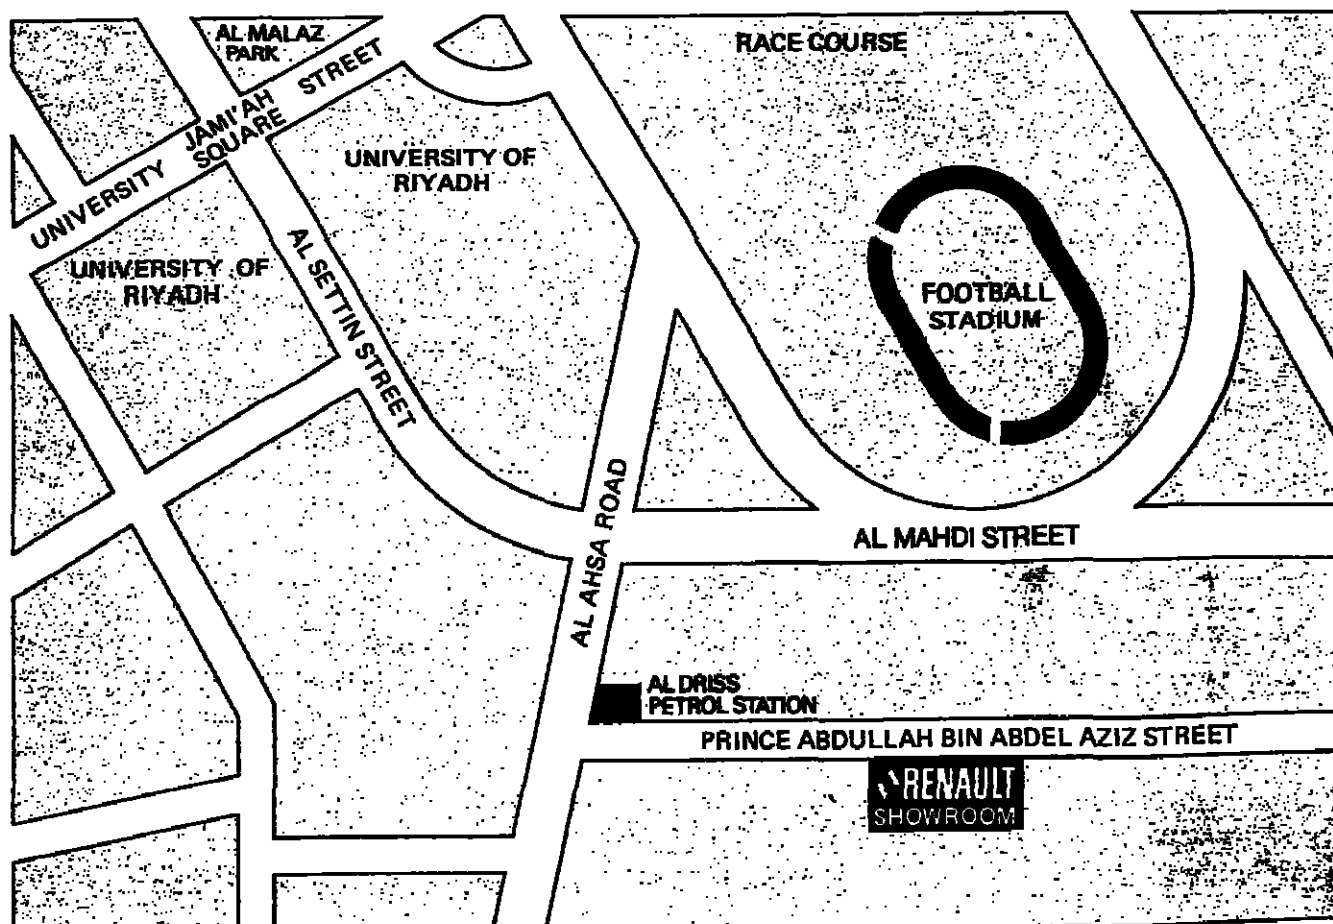 AL MALAZ
PARK
RACE COURSE
UNIVERSITY JAMI'AH STREET
SQUARE
UNIVERSITY OF
RIYADH
UNIVERSITY OF
RIYADH
AL SETTIN STREET
FOOTBALL
STADIUM
AL AHSA ROAD
AL MAHDI STREET
AL DRISS
PETROL STATION
PRINCE ABDULLAH BIN ABDEL AZIZ STREET
RENAULT
SHOWROOM